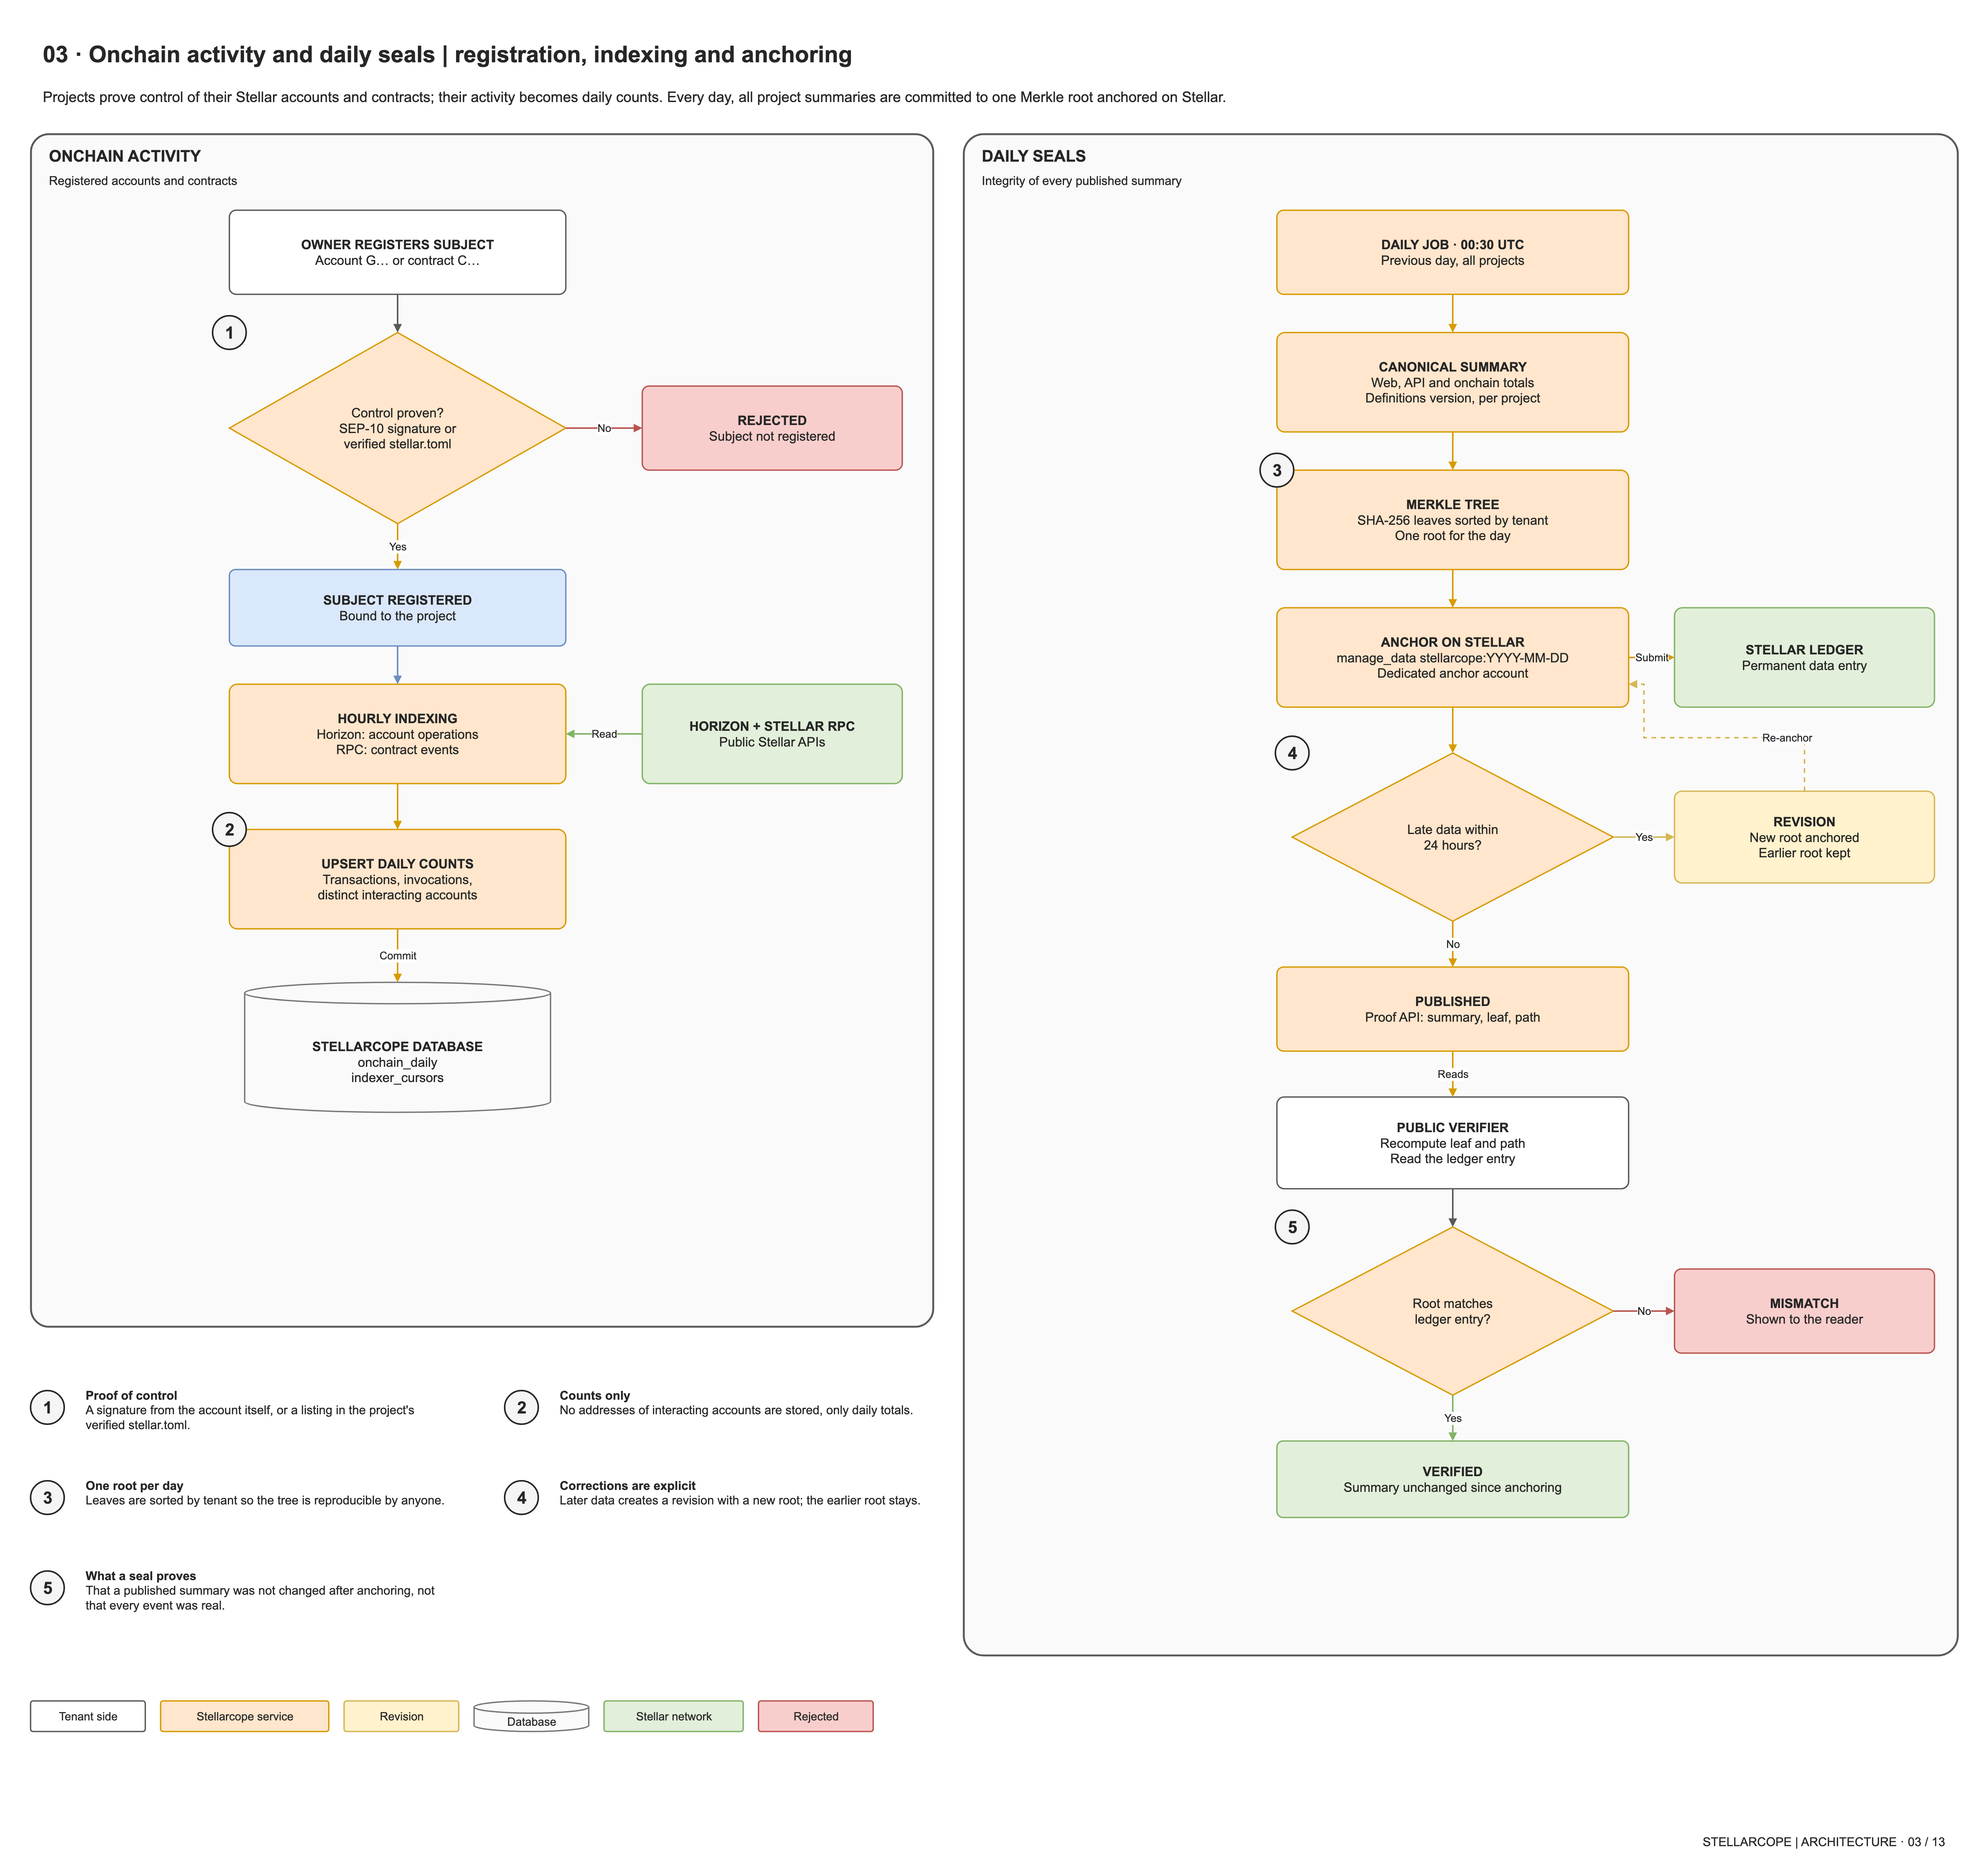 03 · Onchain activity and daily seals | registration, indexing and anchoring
Projects prove control of their Stellar accounts and contracts; their activity becomes daily counts. Every day, all project summaries are committed to one Merkle root anchored on Stellar.
ONCHAIN ACTIVITY
Registered accounts and contracts
OWNER REGISTERS SUBJECT
Account G... or contract C...
1
Control proven?
SEP-10 signature or
verified stellar.toml
No
REJECTED
Subject not registered
Yes
SUBJECT REGISTERED
Bound to the project
HOURLY INDEXING
Horizon: account operations
RPC: contract events
Read
HORIZON + STELLAR RPC
Public Stellar APIs
2
UPSERT DAILY COUNTS
Transactions, invocations,
distinct interacting accounts
Commit
STELLARCOPE DATABASE
onchain_daily
indexer_cursors
DAILY SEALS
Integrity of every published summary
DAILY JOB · 00:30 UTC
Previous day, all projects
CANONICAL SUMMARY
Web, API and onchain totals
Definitions version, per project
3
MERKLE TREE
SHA-256 leaves sorted by tenant
One root for the day
ANCHOR ON STELLAR
manage_data stellarcope:YYYY-MM-DD
Dedicated anchor account
Submit
STELLAR LEDGER
Permanent data entry
Re-anchor
4
Late data within
24 hours?
Yes
REVISION
New root anchored
Earlier root kept
No
PUBLISHED
Proof API: summary, leaf, path
Reads
PUBLIC VERIFIER
Recompute leaf and path
Read the ledger entry
5
Root matches
ledger entry?
No
MISMATCH
Shown to the reader
Yes
VERIFIED
Summary unchanged since anchoring
1
Proof of control
A signature from the account itself, or a listing in the project's
verified stellar.toml.
2
Counts only
No addresses of interacting accounts are stored, only daily totals.
3
One root per day
Leaves are sorted by tenant so the tree is reproducible by anyone.
4
Corrections are explicit
Later data creates a revision with a new root; the earlier root stays.
5
What a seal proves
That a published summary was not changed after anchoring, not
that every event was real.
Tenant side
Stellarcope service
Revision
Database
Stellar network
Rejected
STELLARCOPE | ARCHITECTURE · 03 / 13